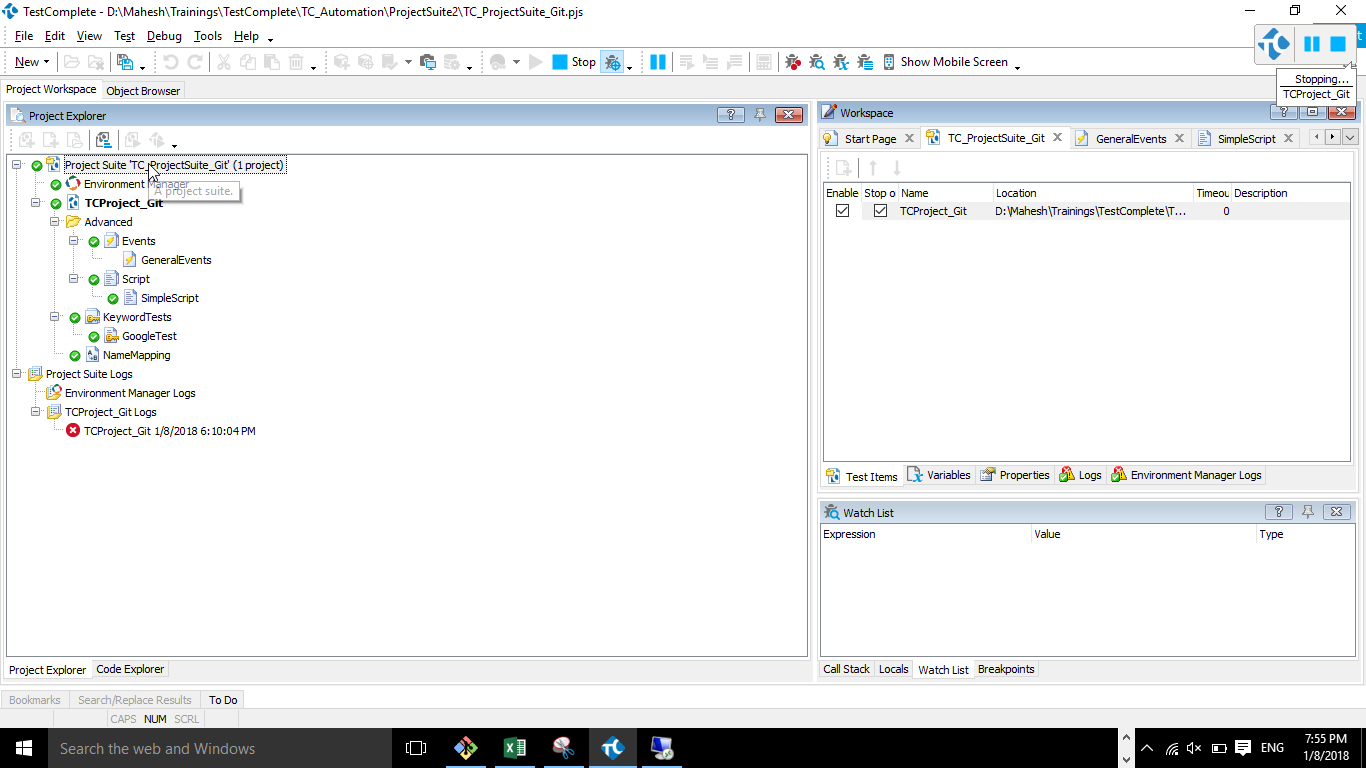 TestComplete - D:\Mahesh\Trainings\TestComplete\TC_Automation\ProjectSuite2\TC_ProjectSuite_Git.pjs
File Edit View Test Debug Tools Help
New Stop Show Mobile Screen
Stopping...
TCProject_Git
Project Workspace Object Browser
Project Explorer
Project Suite 'TC_ProjectSuite_Git' (1 project)
Environment Manager
A project suite.
TCProject_Git
Advanced
Events
GeneralEvents
Script
SimpleScript
KeywordTests
GoogleTest
NameMapping
Project Suite Logs
Environment Manager Logs
TCProject_Git Logs
TCProject_Git 1/8/2018 6:10:04 PM
Project Explorer Code Explorer
Workspace
Start Page TC_ProjectSuite_Git GeneralEvents SimpleScript
Enable Stop o Name Location Timeou Description
TCProject_Git D:\Mahesh\Trainings\TestComplete\T... 0
Test Items Variables Properties Logs Environment Manager Logs
Watch List
Expression Value Type
Call Stack Locals Watch List Breakpoints
Bookmarks Search/Replace Results To Do
CAPS NUM SCRL
Search the web and Windows
ENG
7:55 PM
1/8/2018